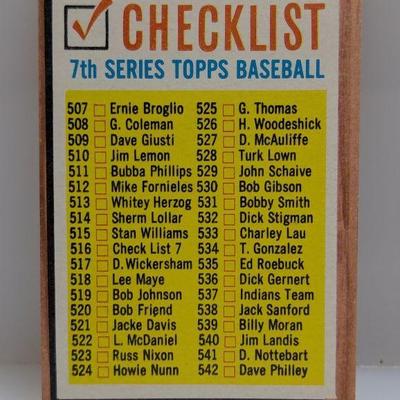 CHECKLIST
7th SERIES TOPPS BASEBALL
507 Ernie Broglio
508 G. Coleman
509 Dave Giusti
510 Jim Lemon
511 Bubba Phillips
512 Mike Fornieles
513 Whitey Herzog
514 Sherm Lollar
515 Stan Williams
516 Check List 7
517 D. Wickersham
518 Lee Maye
519 Bob Johnson
520 Bob Friend
521 Jacke Davis
522 L. McDaniel
523 Russ Nixon
524 Howie Nunn
525 G. Thomas
526 H. Woodeshick
527 D. McAuliffe
528 Turk Lown
529 John Schaive
530 Bob Gibson
531 Bobby Smith
532 Dick Stigman
533 Charley Lau
534 T. Gonzalez
535 Ed Roebuck
536 Dick Gernert
537 Indians Team
538 Jack Sanford
539 Billy Moran
540 Jim Landis
541 D. Nottebart
542 Dave Philley